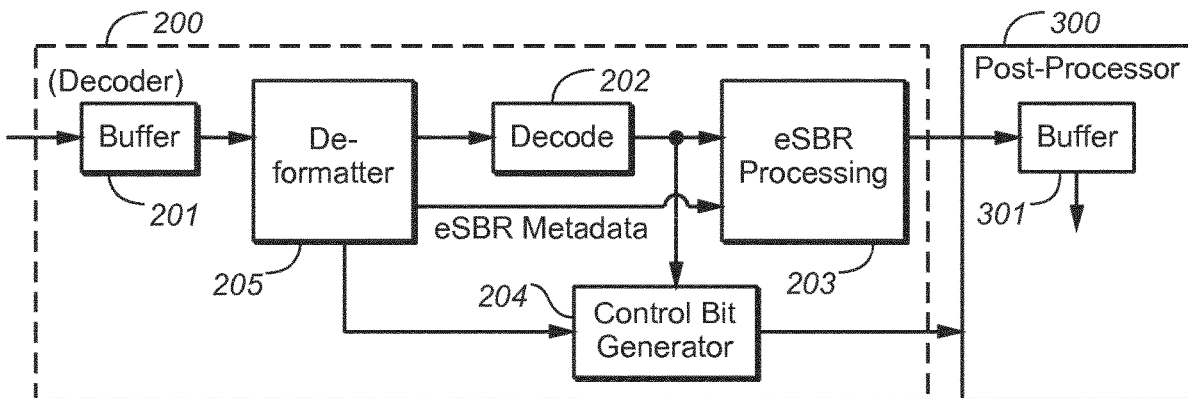 200
(Decoder)
Buffer
201
De-
formatter
205
202
Decode
eSBR Metadata
eSBR
Processing
203
204
Control Bit
Generator
300
Post-Processor
Buffer
301